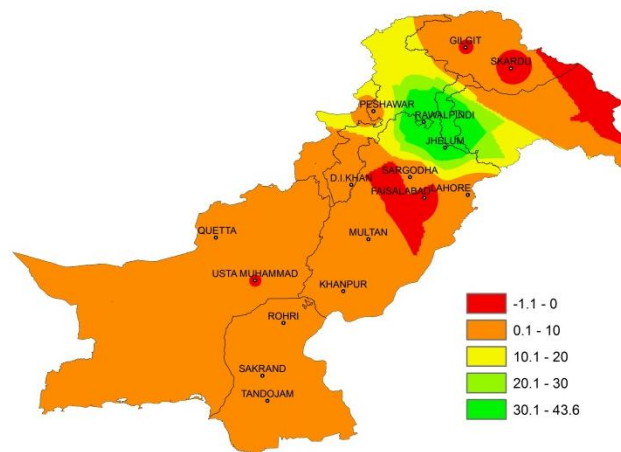 GILGIT
SKARDU
PESHAWAR
RAWALPINDI
JHELUM
SARGODHA
D.I.KHAN
FAISALABAD
LAHORE
QUETTA
MULTAN
USTA MUHAMMAD
KHANPUR
ROHRI
SAKRAND
TANDOJAM
-1.1 - 0
0.1 - 10
10.1 - 20
20.1 - 30
30.1 - 43.6